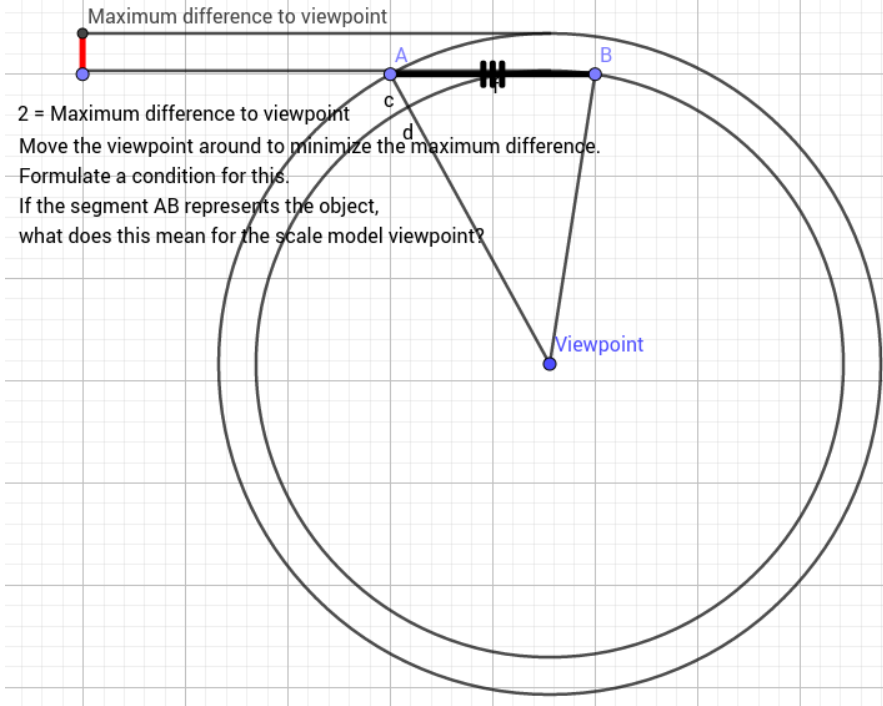 Maximum difference to viewpoint
A
B
c
d
2 = Maximum difference to viewpoint
Move the viewpoint around to minimize the maximum difference.
Formulate a condition for this.
If the segment AB represents the object,
what does this mean for the scale model viewpoint?
Viewpoint